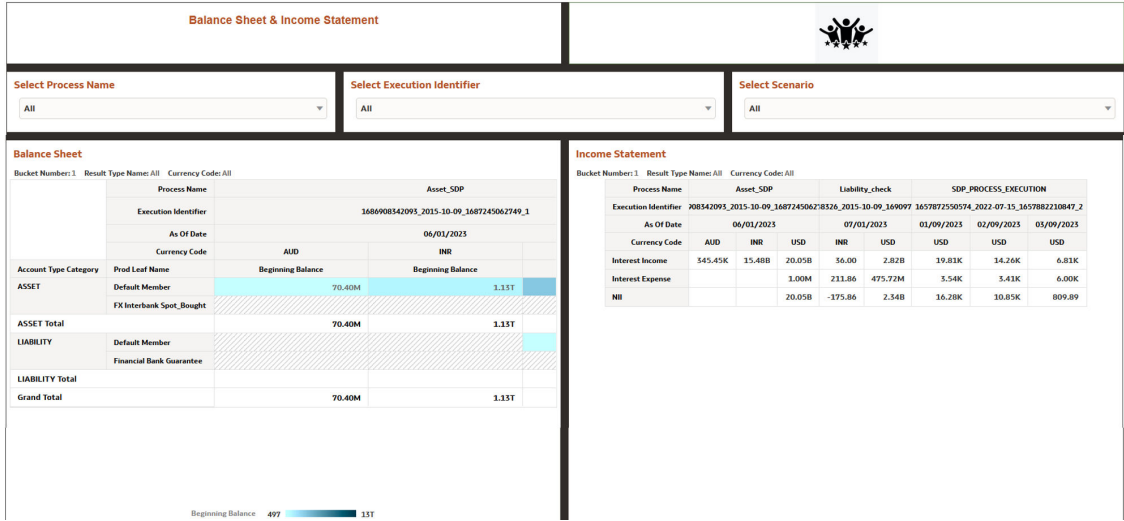 Balance Sheet & Income Statement
Select Process Name
Select Execution Identifier
Select Scenario
All
All
All
Balance Sheet
Bucket Number: 1 Result Type Name: All Currency Code: All
Process Name Asset_SDP
Execution Identifier 1686908342093_2015-10-09_1687245062749_1
As Of Date 06/01/2023
Currency Code AUD INR
Account Type Category Prod Leaf Name Beginning Balance Beginning Balance
ASSET Default Member 70.40M 1.13T
FX Interbank Spot_Bought
ASSET Total 70.40M 1.13T
LIABILITY Default Member
Financial Bank Guarantee
LIABILITY Total
Grand Total 70.40M 1.13T
Beginning Balance 497 13T
Income Statement
Bucket Number: 1 Result Type Name: All Currency Code: All
Process Name Asset_SDP Liability_check SDP_PROCESS_EXECUTION
Execution Identifier 1657872550574_2022-07-15_1657882210847_2
As Of Date 06/01/2023 07/01/2023 01/09/2023 02/09/2023 03/09/2023
Currency Code AUD INR USD INR USD USD USD USD
Interest Income 345.45K 15.48B 20.05B 36.00 2.82B 19.81K 14.26K 6.81K
Interest Expense 1.00M 211.86 475.72M 3.54K 3.41K 6.00K
NII 20.05B -175.86 2.34B 16.28K 10.85K 809.89